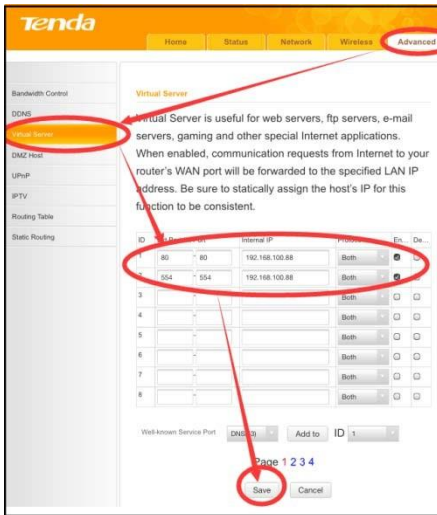 Tenda
Home Status Network Wireless Advanced
Bandwidth Control
DDNS
Virtual Server
DMZ Host
UPnP
IPTV
Routing Table
Static Routing
Virtual Server
Virtual Server is useful for web servers, ftp servers, e-mail
servers, gaming and other special Internet applications.
When enabled, communication requests from Internet to your
router's WAN port will be forwarded to the specified LAN IP
address. Be sure to statically assign the host's IP for this
function to be consistent.
ID Internal IP En... De...
1 80 - 80 192.168.100.88 Both
2 554 - 554 192.168.100.88 Both
3 - Both
4 - Both
5 - Both
6 - Both
7 - Both
8 - Both
Well-known Service Port Add to ID 1
Page 1 2 3 4
Save Cancel